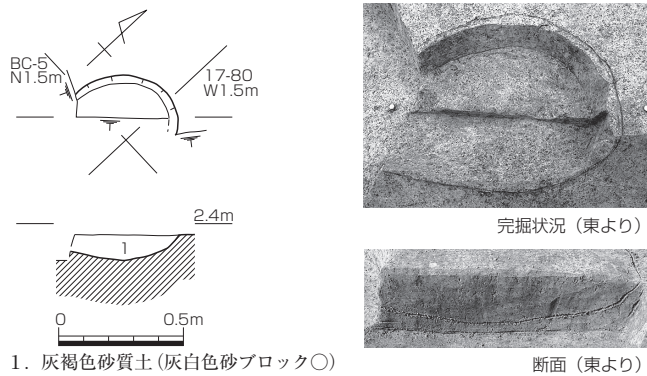 BC-5
N1.5m
17-80
W1.5m
2.4m
1
0 0.5m
1. 灰褐色砂質土(灰白色砂ブロック○)
完掘状況(東より)
断面(東より)